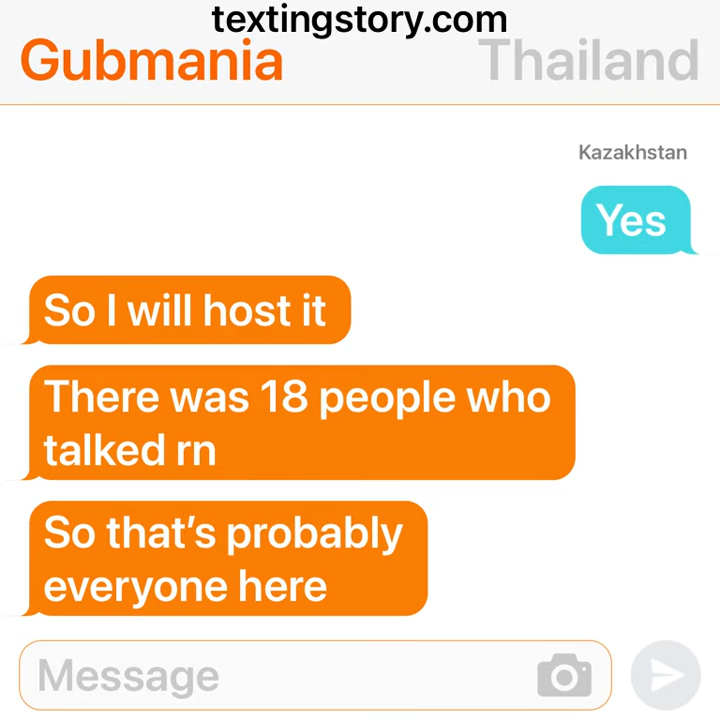 textingstory.com
Gubmania Thailand
Kazakhstan
Yes
So I will host it
There was 18 people who
talked rn
So that’s probably
everyone here
Message